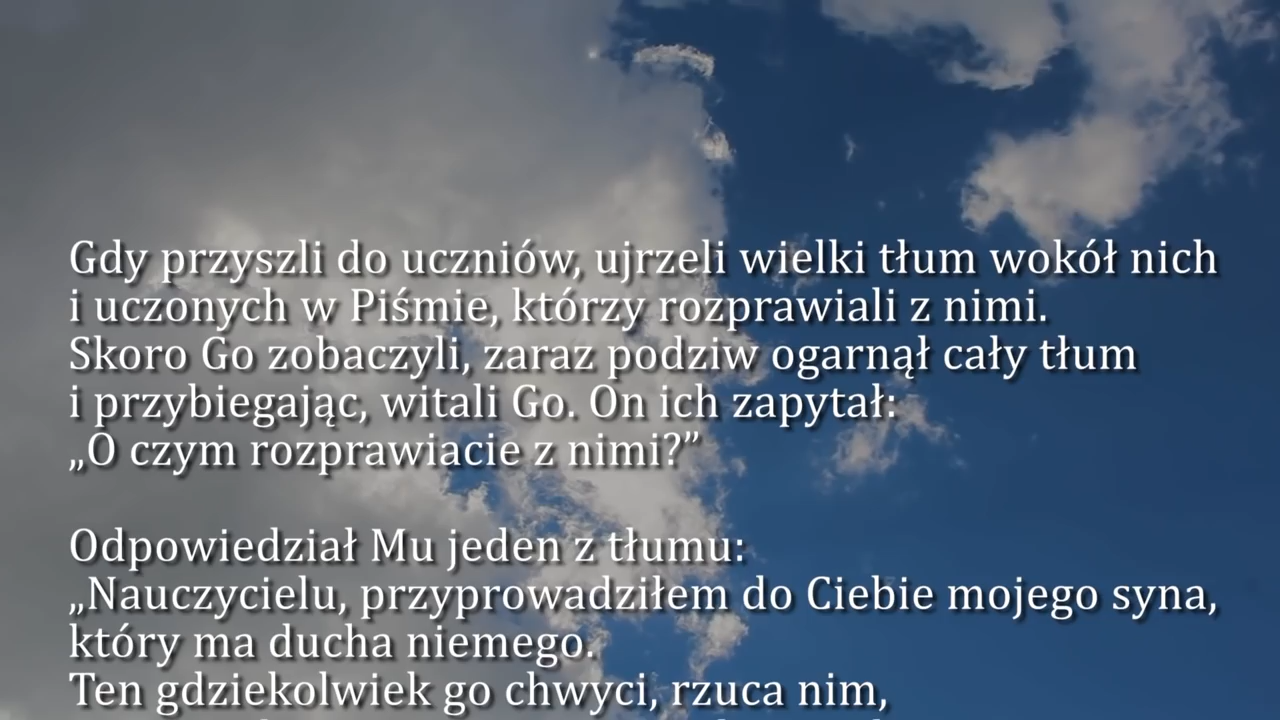 Gdy przyszli do uczniów, ujrzeli wielki tłum wokół nich
i uczonych w Piśmie, którzy rozprawiali z nimi.
Skoro Go zobaczyli, zaraz podziw ogarnął cały tłum
i przybiegając, witali Go. On ich zapytał:
„O czym rozprawiacie z nimi?”
Odpowiedział Mu jeden z tłumu:
„Nauczycielu, przyprowadziłem do Ciebie mojego syna,
który ma ducha niemego.
Ten gdziekolwiek go chwyci, rzuca nim,